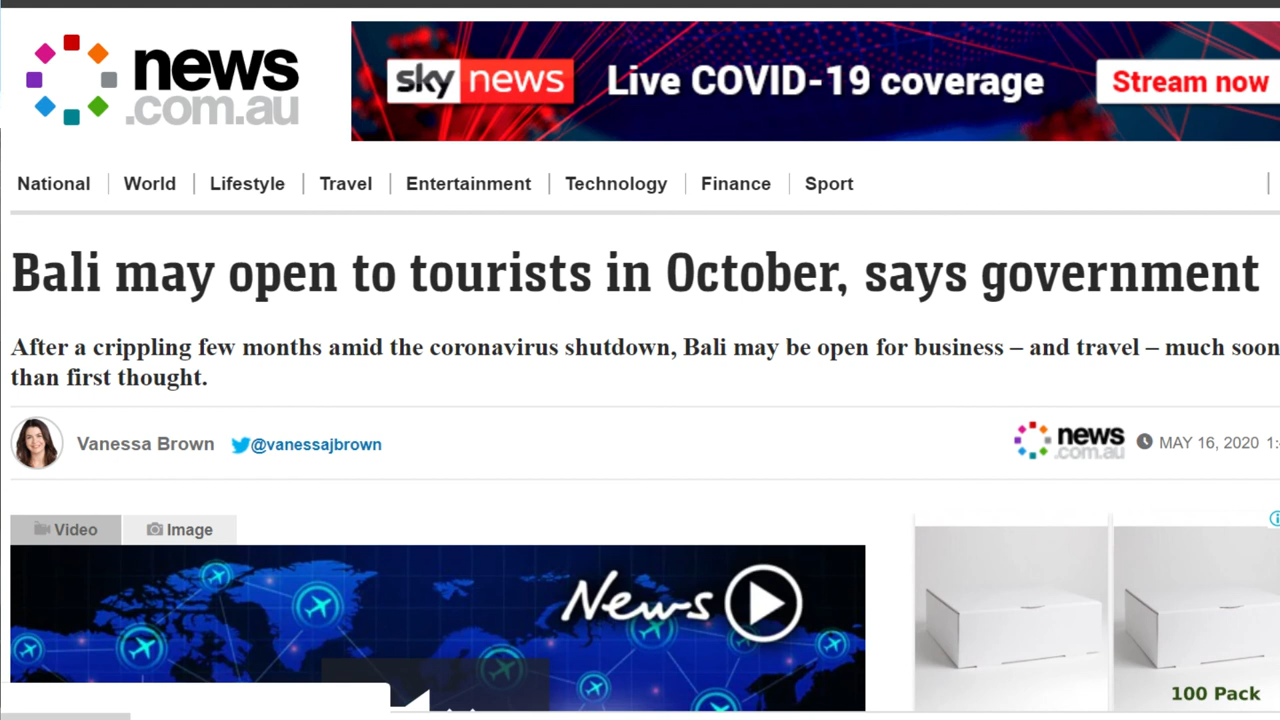 news
.com.au
sky news Live COVID-19 coverage Stream now
National World Lifestyle Travel Entertainment Technology Finance Sport
Bali may open to tourists in October, says government
After a crippling few months amid the coronavirus shutdown, Bali may be open for business – and travel – much soon
than first thought.
Vanessa Brown @vanessajbrown
news
.com.au
MAY 16, 2020 1:
Video Image
News
100 Pack